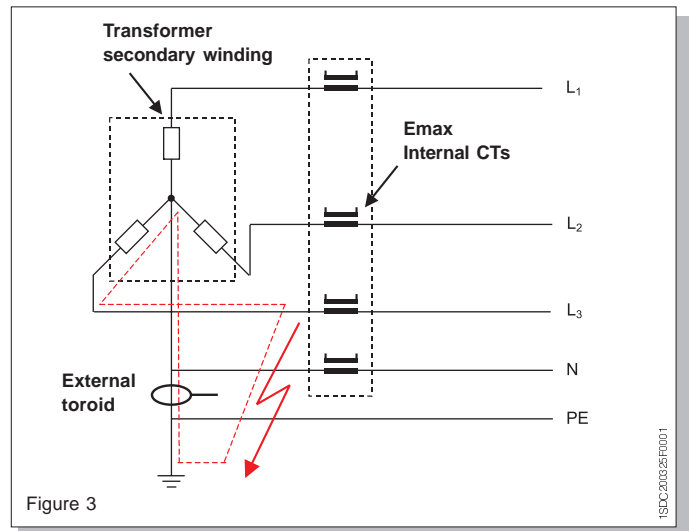 Transformer
secondary winding
L₁
Emax
Internal CTs
L₂
L₃
External
toroid
N
PE
Figure 3
1SDC200325F0001